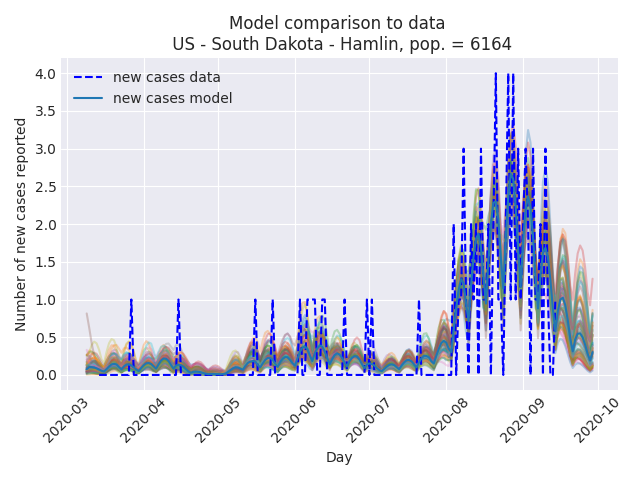 Model comparison to data
US - South Dakota - Hamlin, pop. = 6164
new cases data
new cases model
Number of new cases reported
4.0
3.5
3.0
2.5
2.0
1.5
1.0
0.5
0.0
2020-03
2020-04
2020-05
2020-06
2020-07
2020-08
2020-09
2020-10
Day